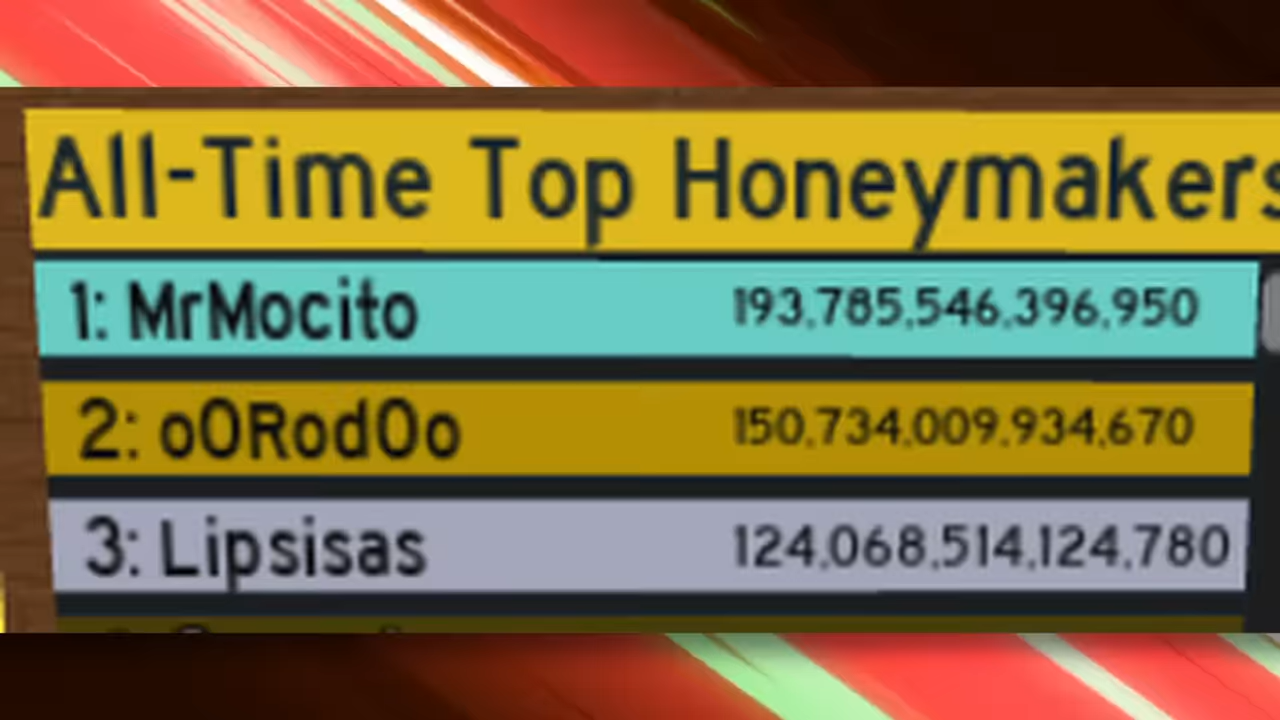 All-Time Top Honeymakers
1: MrMocito 193,785,546,396,950
2: oORodOo 150,734,009,934,670
3: Lipsisas 124,068,514,124,780